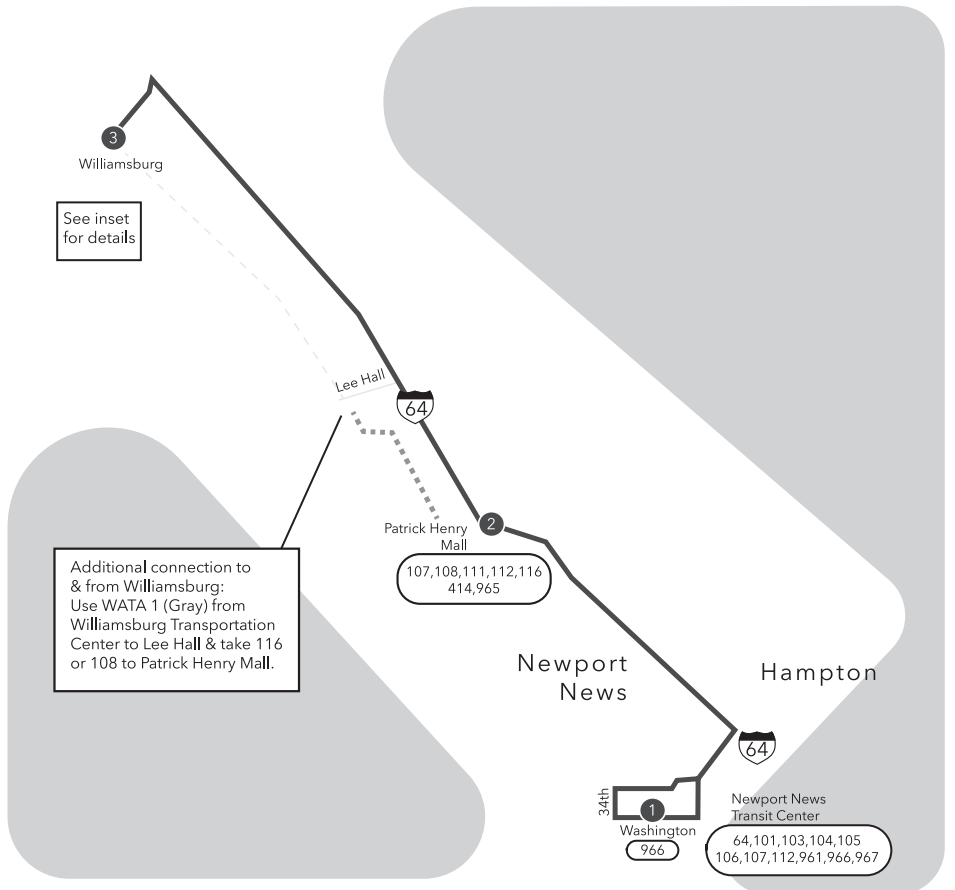 3
Williamsburg
See inset
for details
Lee Hall
64
2
Patrick Henry
Mall
107,108,111,112,116
414,965
Additional connection to
& from Williamsburg:
Use WATA 1 (Gray) from
Williamsburg Transportation
Center to Lee Hall & take 116
or 108 to Patrick Henry Mall.
Newport
News
Hampton
64
34th
1
Washington
966
Newport News
Transit Center
64,101,103,104,105
106,107,112,961,966,967